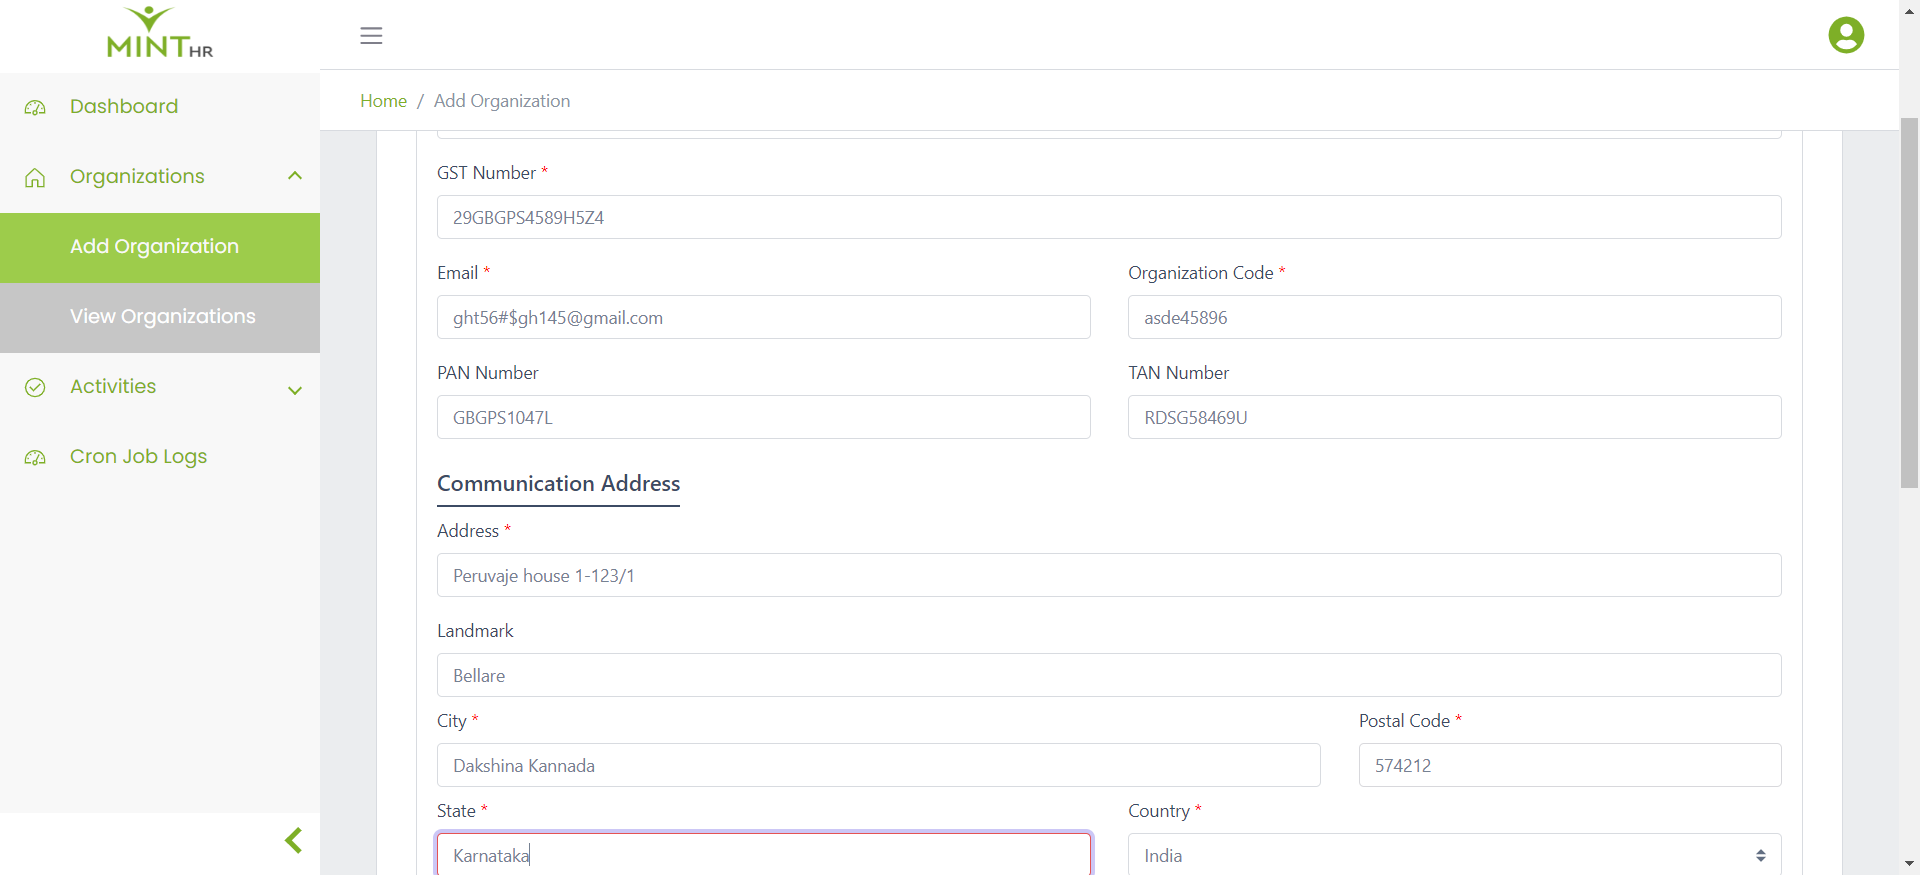 MINT HR
Home / Add Organization
Dashboard
Organizations
Add Organization
View Organizations
Activities
Cron Job Logs
GST Number *
29GBGPS4589H5Z4
Email *
Organization Code *
ght56#$gh145@gmail.com
asde45896
PAN Number
TAN Number
GBGPS1047L
RDSG58469U
Communication Address
Address *
Peruvaje house 1-123/1
Landmark
Bellare
City *
Postal Code *
Dakshina Kannada
574212
State *
Country *
Karnataka
India